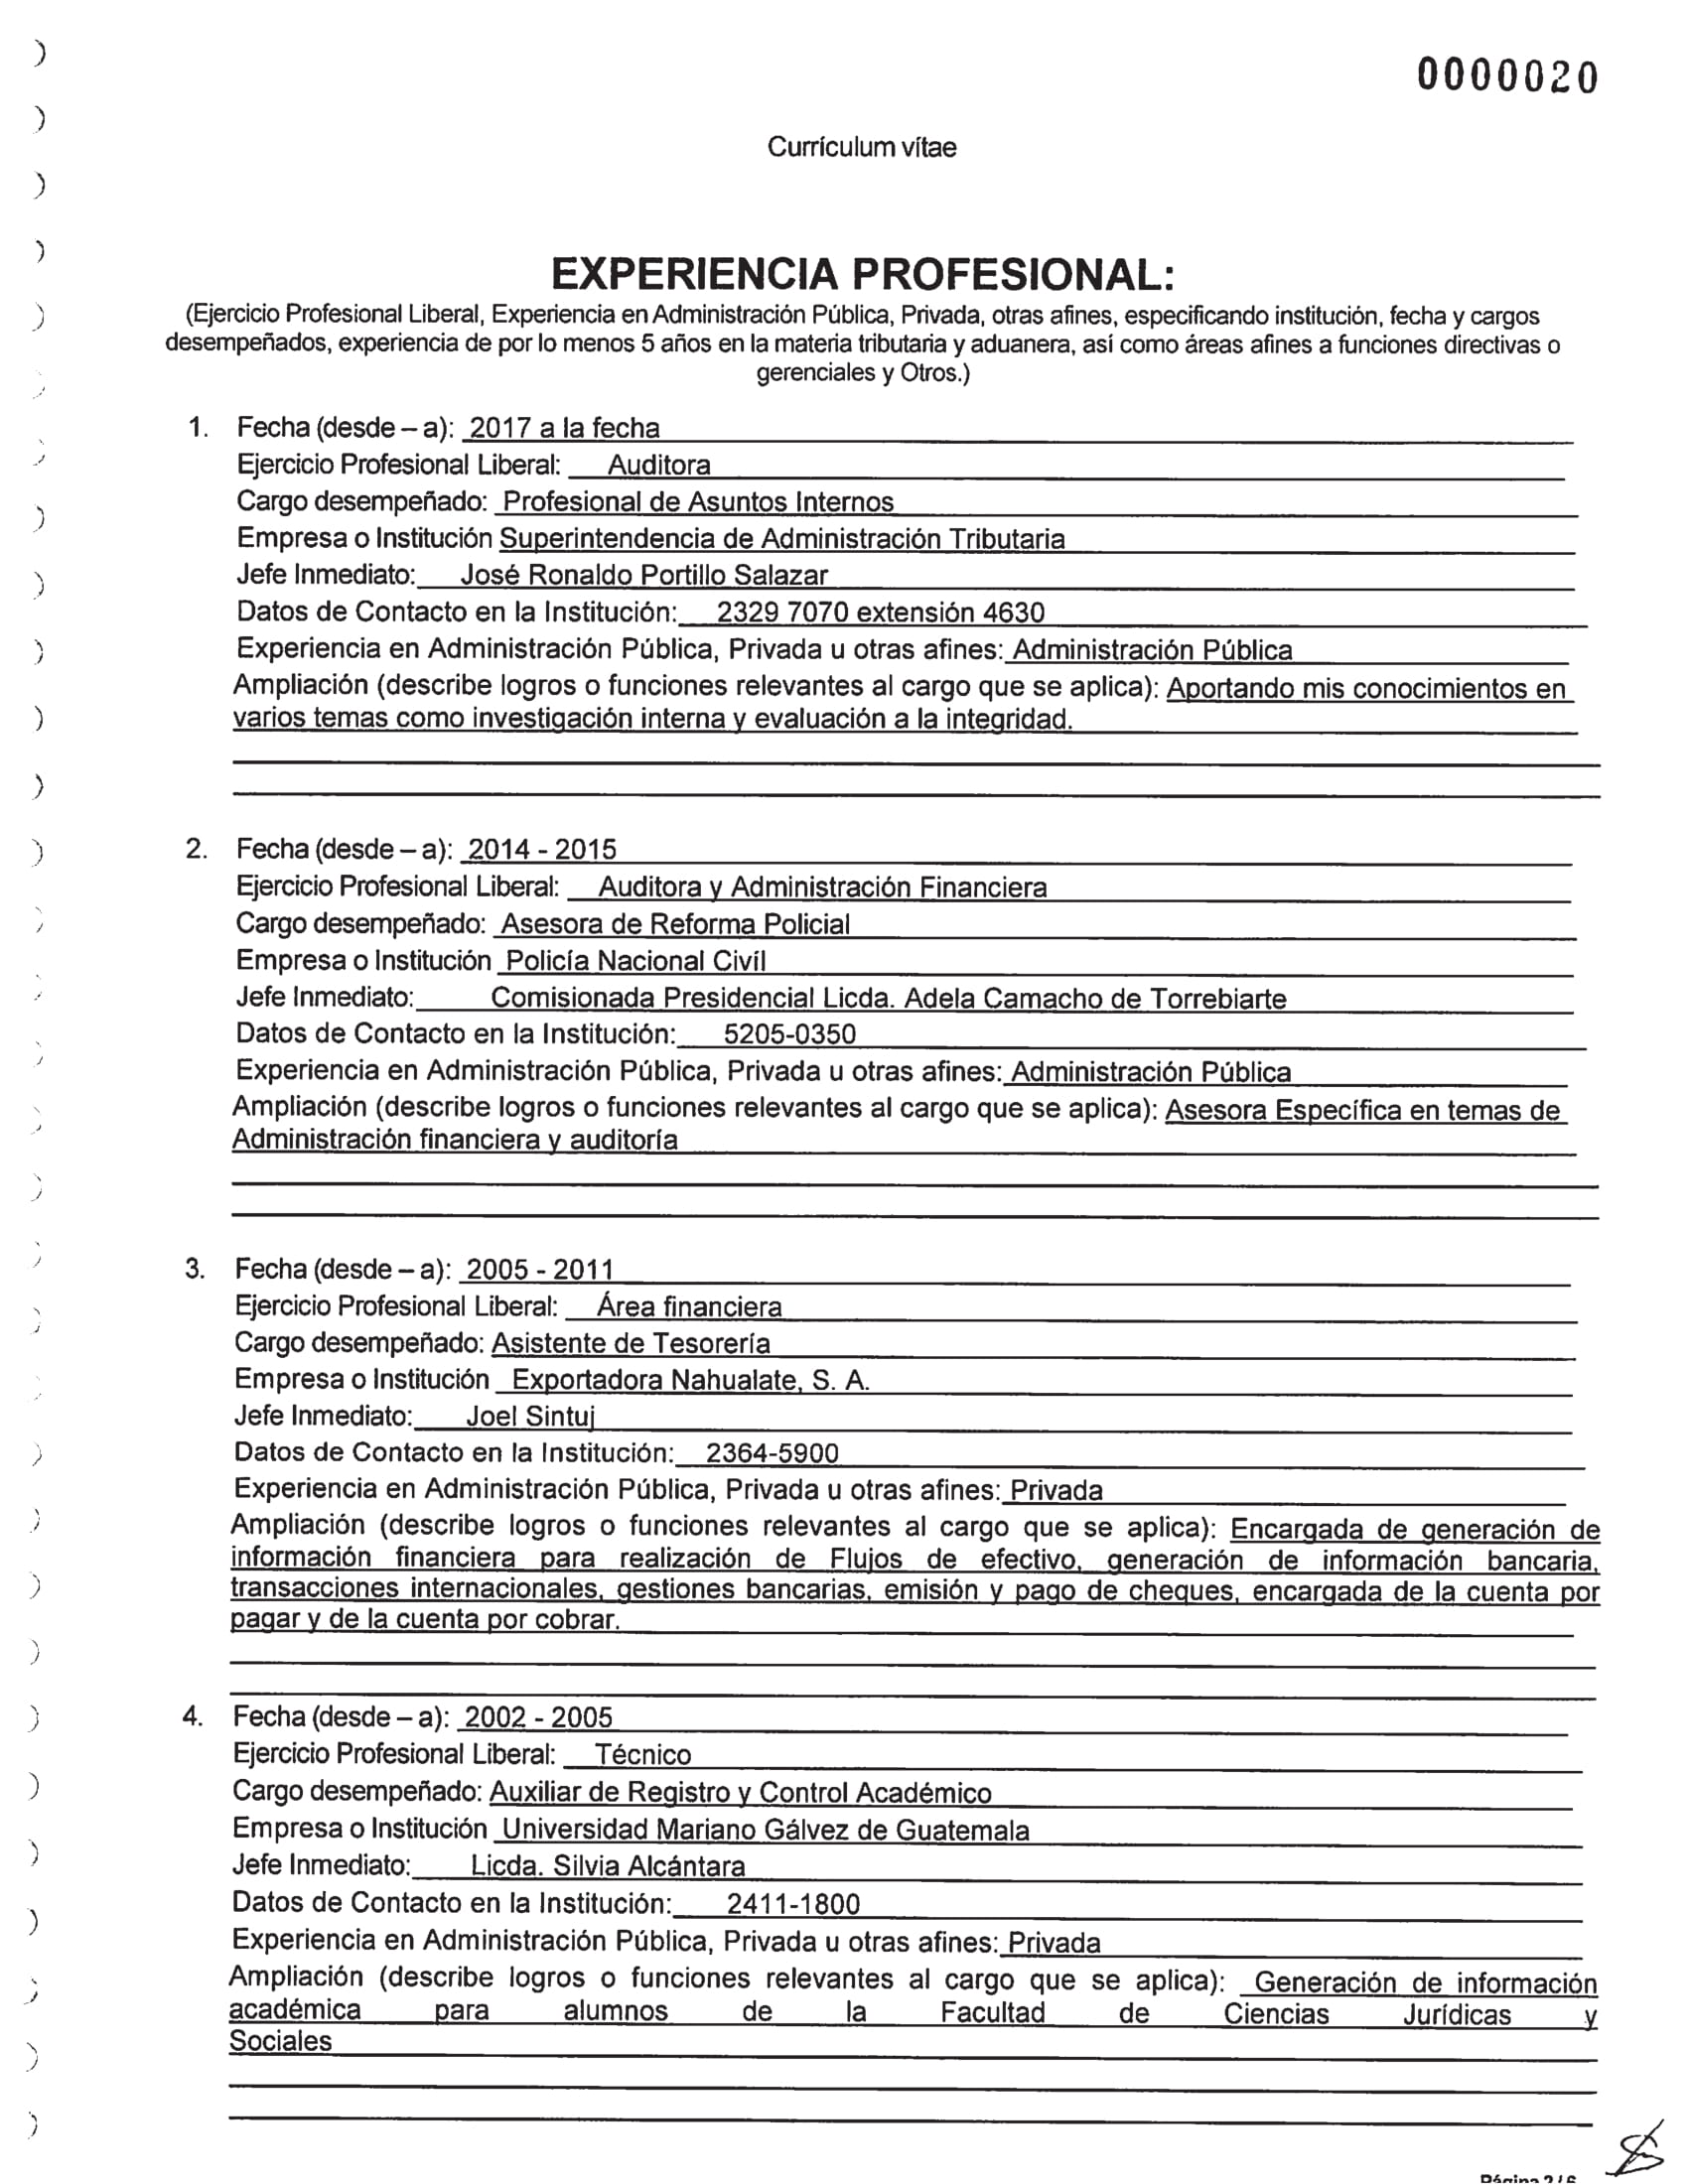 0000020
Currículum vítae
EXPERIENCIA PROFESIONAL:
(Ejercicio Profesional Liberal, Experiencia en Administración Pública, Privada, otras afines, especificando institución, fecha y cargos
desempeñados, experiencia de por lo menos 5 años en la materia tributaria y aduanera, así como áreas afines a funciones directivas o
gerenciales y Otros.)
1. Fecha (desde – a): 2017 a la fecha
Ejercicio Profesional Liberal: Auditora
Cargo desempeñado: Profesional de Asuntos Internos
Empresa o Institución Superintendencia de Administración Tributaria
Jefe Inmediato: José Ronaldo Portillo Salazar
Datos de Contacto en la Institución: 2329 7070 extensión 4630
Experiencia en Administración Pública, Privada u otras afines: Administración Pública
Ampliación (describe logros o funciones relevantes al cargo que se aplica): Aportando mis conocimientos en
varios temas como investigación interna y evaluación a la integridad.
2. Fecha (desde – a): 2014 - 2015
Ejercicio Profesional Liberal: Auditora y Administración Financiera
Cargo desempeñado: Asesora de Reforma Policial
Empresa o Institución Policía Nacional Civil
Jefe Inmediato: Comisionada Presidencial Licda. Adela Camacho de Torrebiarte
Datos de Contacto en la Institución: 5205-0350
Experiencia en Administración Pública, Privada u otras afines: Administración Pública
Ampliación (describe logros o funciones relevantes al cargo que se aplica): Asesora Específica en temas de
Administración financiera y auditoría
3. Fecha (desde – a): 2005 - 2011
Ejercicio Profesional Liberal: Área financiera
Cargo desempeñado: Asistente de Tesorería
Empresa o Institución Exportadora Nahualate, S. A.
Jefe Inmediato: Joel Sintuj
Datos de Contacto en la Institución: 2364-5900
Experiencia en Administración Pública, Privada u otras afines: Privada
Ampliación (describe logros o funciones relevantes al cargo que se aplica): Encargada de generación de
información financiera para realización de Flujos de efectivo, generación de información bancaria,
transacciones internacionales, gestiones bancarias, emisión y pago de cheques, encargada de la cuenta por
pagar y de la cuenta por cobrar.
4. Fecha (desde – a): 2002 - 2005
Ejercicio Profesional Liberal: Técnico
Cargo desempeñado: Auxiliar de Registro y Control Académico
Empresa o Institución Universidad Mariano Gálvez de Guatemala
Jefe Inmediato: Licda. Silvia Alcántara
Datos de Contacto en la Institución: 2411-1800
Experiencia en Administración Pública, Privada u otras afines: Privada
Ampliación (describe logros o funciones relevantes al cargo que se aplica): Generación de información
académica para alumnos de la Facultad de Ciencias Jurídicas y
Sociales
Página 2 / 6